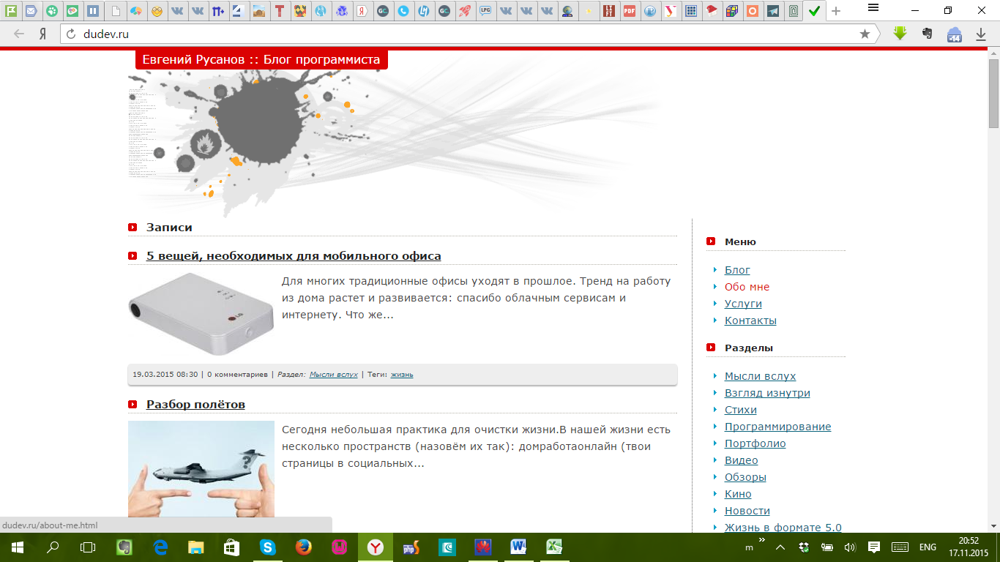 dudev.ru
-14
Евгений Русанов :: Блог программиста
Записи
5 вещей, необходимых для мобильного офиса
Для многих традиционные офисы уходят в прошлое. Тренд на работу
из дома растет и развивается: спасибо облачным сервисам и
интернету. Что же...
LG
19.03.2015 08:30 | 0 комментариев | Раздел: Мысли вслух | Теги: жизнь
Разбор полётов
Сегодня небольшая практика для очистки жизни.В нашей жизни есть
несколько пространств (назовём их так): домработаонлайн (твои
страницы в социальных...
Меню
Блог
Обо мне
Услуги
Контакты
Разделы
Мысли вслух
Взгляд изнутри
Стихи
Программирование
Портфолио
Видео
Обзоры
Кино
Новости
Жизнь в формате 5.0
dudev.ru/about-me.html
m
ENG
20:52
17.11.2015